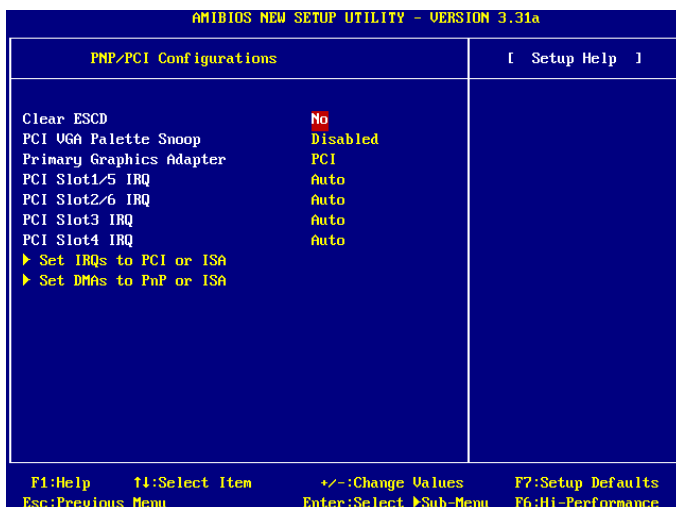 AMIBIOS NEW SETUP UTILITY - VERSION 3.31a
PNP/PCI Configurations
[ Setup Help ]
Clear ESCD No
PCI VGA Palette Snoop Disabled
Primary Graphics Adapter PCI
PCI Slot1/5 IRQ Auto
PCI Slot2/6 IRQ Auto
PCI Slot3 IRQ Auto
PCI Slot4 IRQ Auto
▶ Set IRQs to PCI or ISA
▶ Set DMAs to PnP or ISA
F1:Help ↑↓:Select Item +/-:Change Values F7:Setup Defaults
Esc:Previous Menu Enter:Select ▶Sub-Menu F6:Hi-Performance